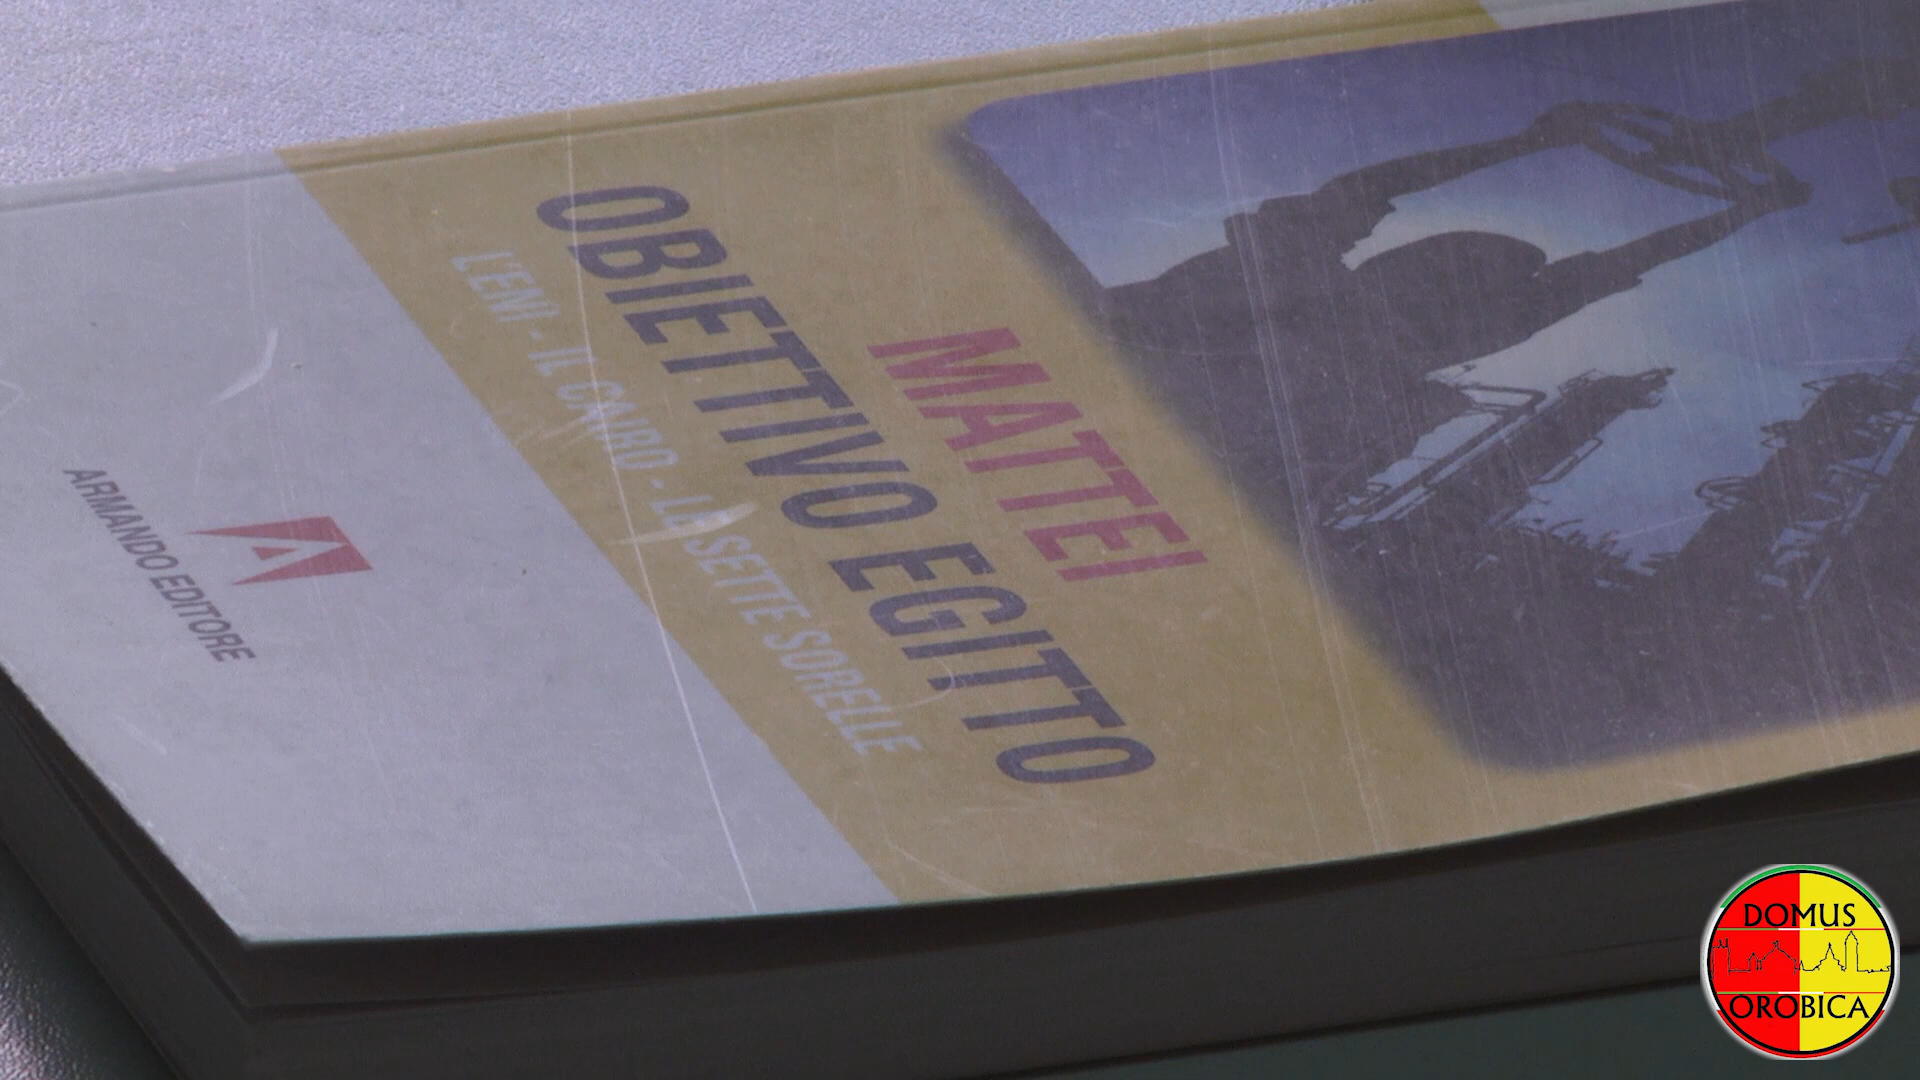 MATTEI
OBIETTIVO EGITTO
L'ENI - IL CAIRO - LE SETTE SORELLE
ARMANDO EDITORE
DOMUS
OROBICA